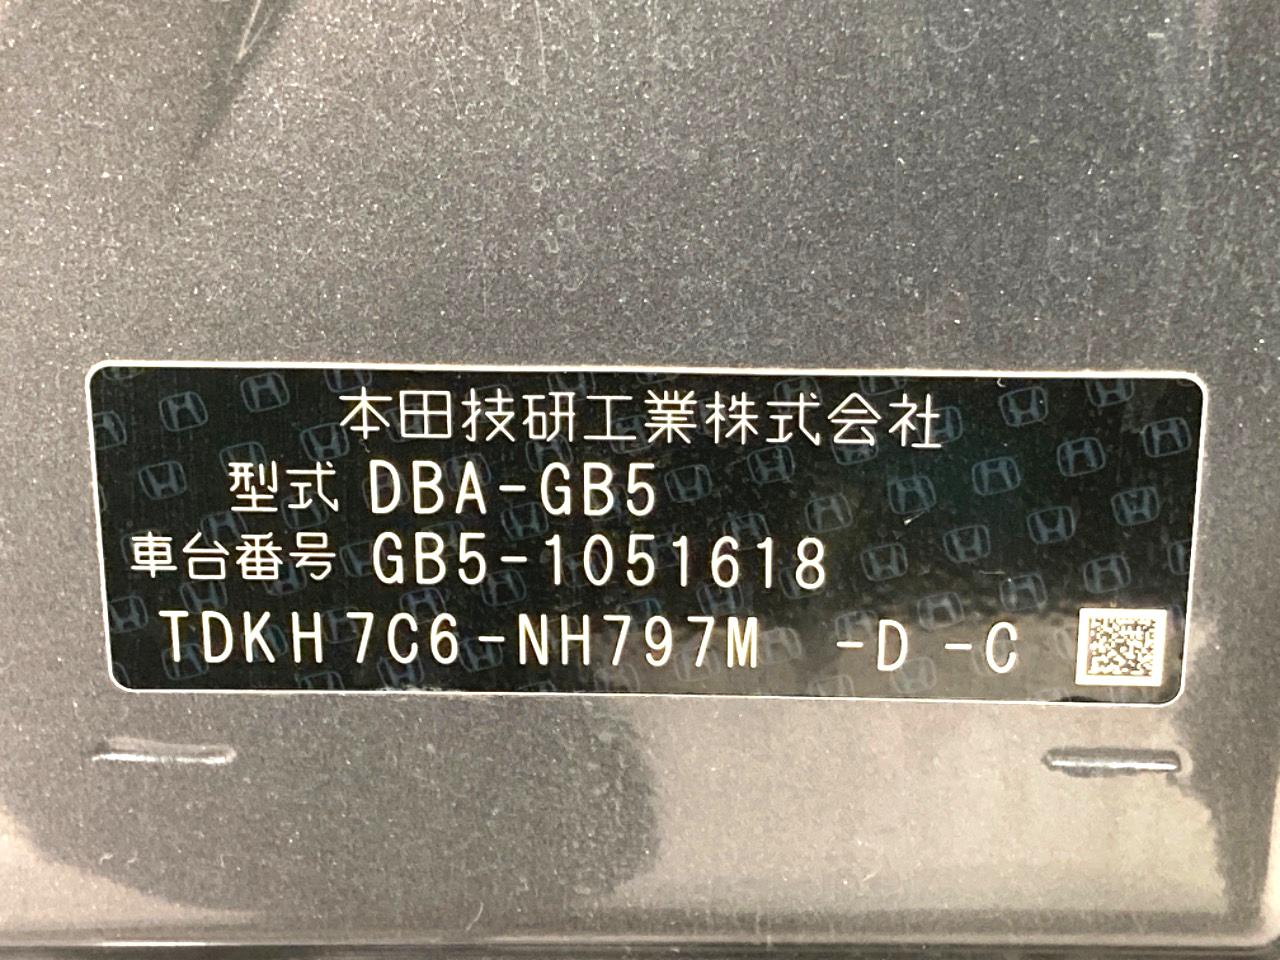 本田技研工業株式会社
型式 DBA-GB5
車台番号 GB5-1051618
TDKH7C6-NH797M -D -C